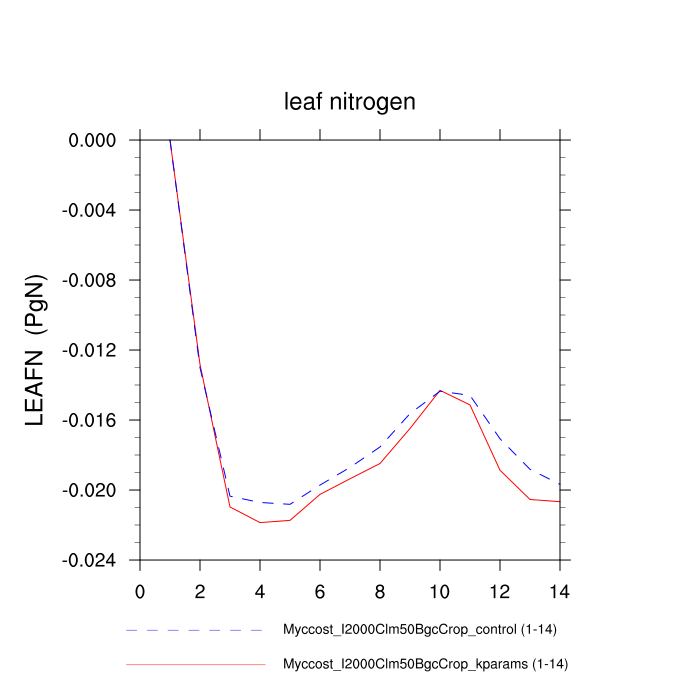 leaf nitrogen
LEAFN (PgN)
0.000
-0.004
-0.008
-0.012
-0.016
-0.020
-0.024
0 2 4 6 8 10 12 14
Myccost_I2000Clm50BgcCrop_control (1-14)
Myccost_I2000Clm50BgcCrop_kparams (1-14)